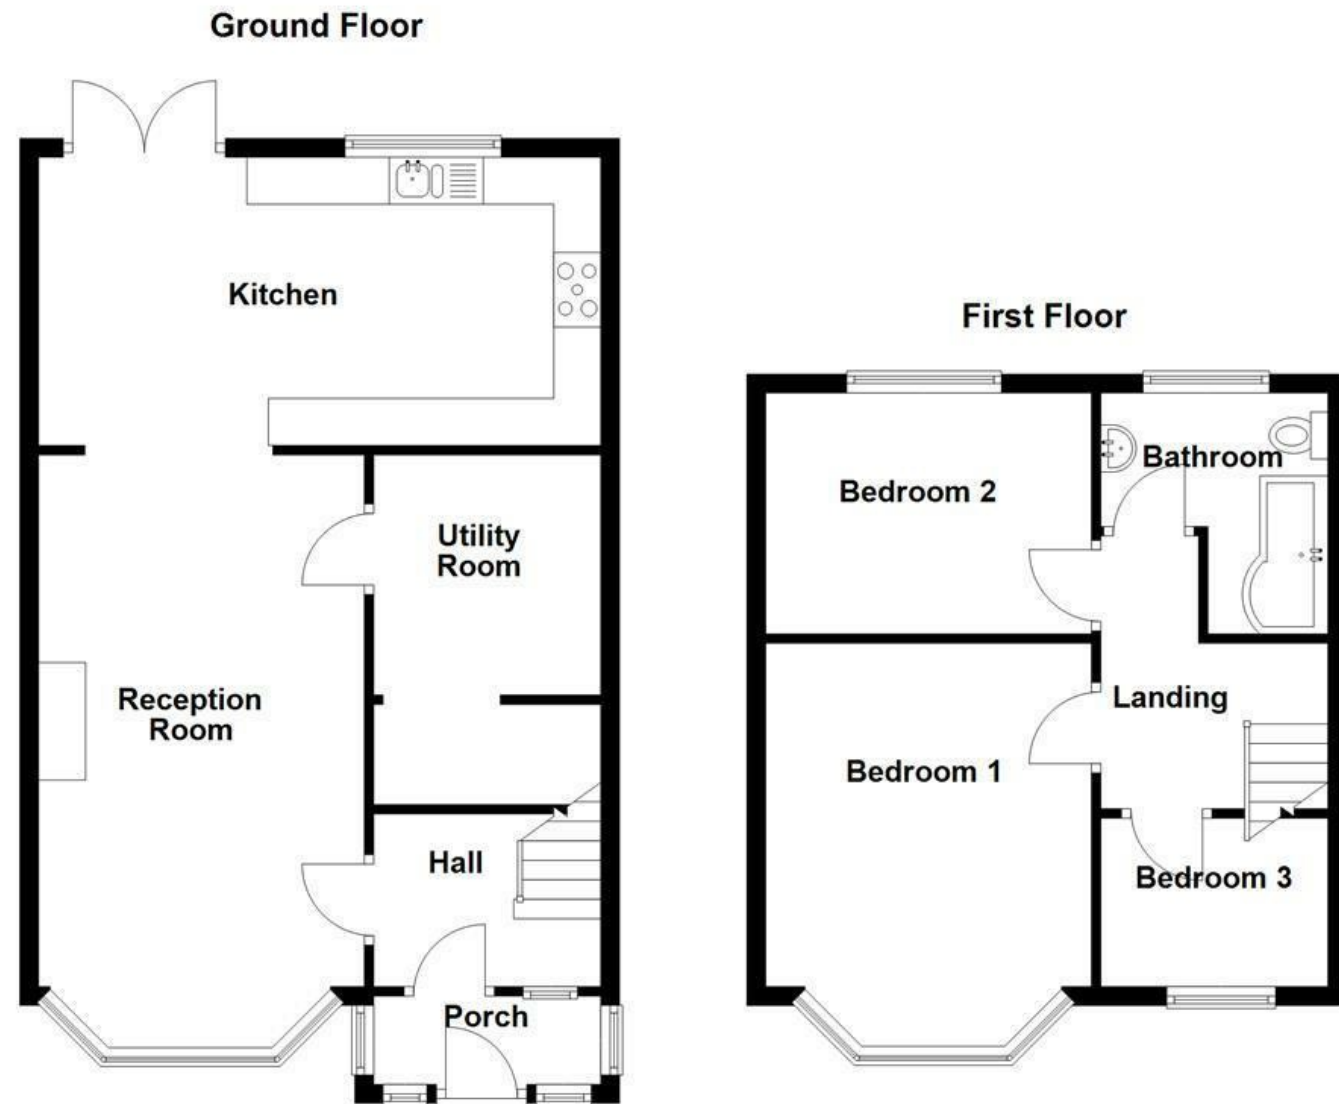 Ground Floor
Kitchen
Utility
Room
Reception
Room
Hall
Porch
First Floor
Bedroom 2
Bathroom
Landing
Bedroom 1
Bedroom 3